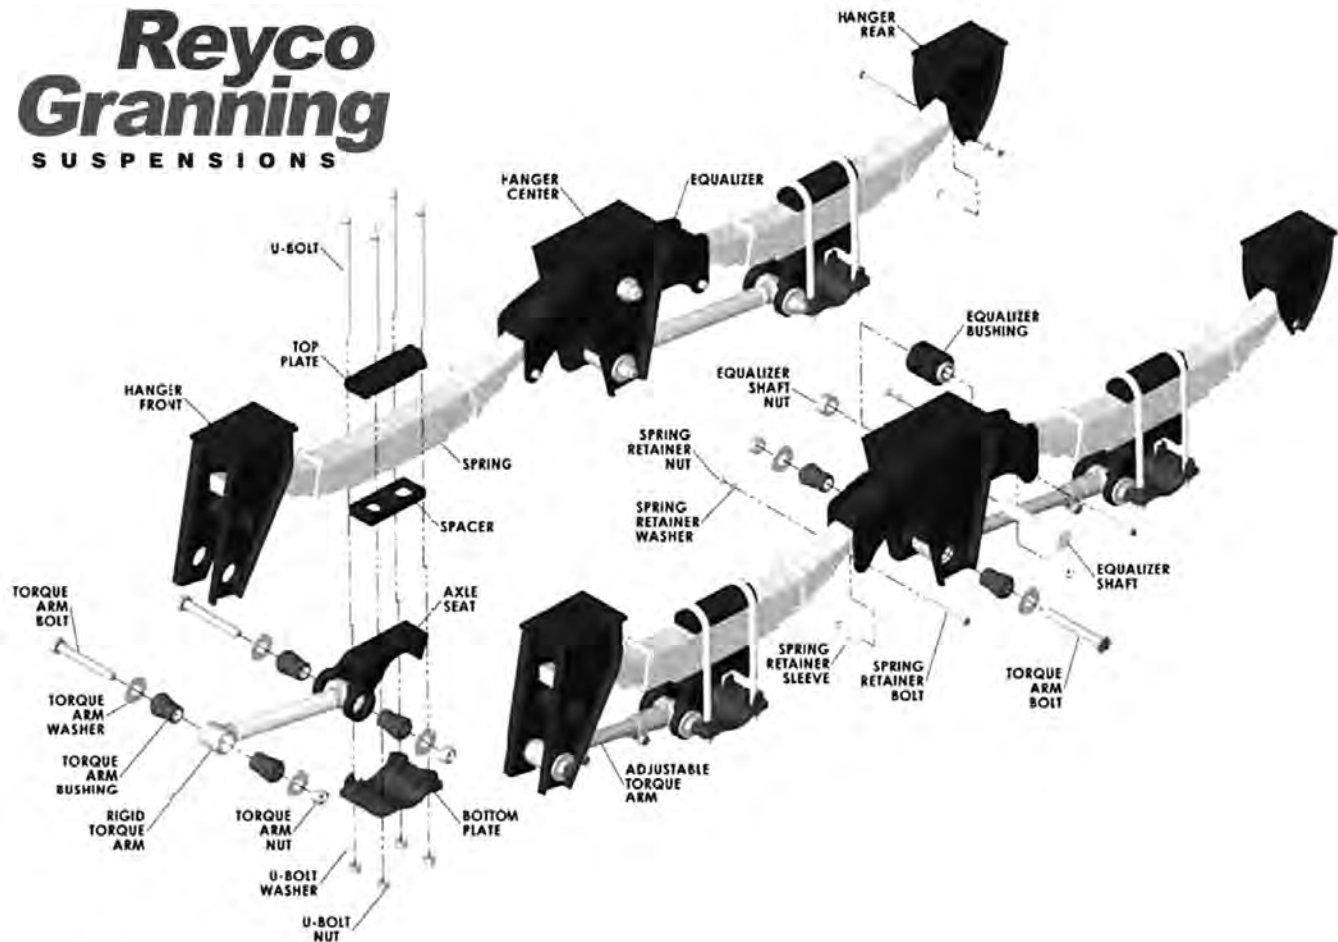 Reyco
Granning
SUSPENSIONS
HANGER
REAR
HANGER
CENTER
EQUALIZER
U-BOLT
TOP
PLATE
HANGER
FRONT
SPRING
SPACER
EQUALIZER
BUSHING
EQUALIZER
SHAFT
NUT
SPRING
RETAINER
NUT
SPRING
RETAINER
WASHER
EQUALIZER
SHAFT
AXLE
SEAT
TORQUE
ARM
BOLT
TORQUE
ARM
WASHER
TORQUE
ARM
BUSHING
RIGID
TORQUE
ARM
TORQUE
ARM
NUT
BOTTOM
PLATE
U-BOLT
WASHER
U-BOLT
NUT
ADJUSTABLE
TORQUE
ARM
SPRING
RETAINER
SLEEVE
SPRING
RETAINER
BOLT
TORQUE
ARM
BOLT